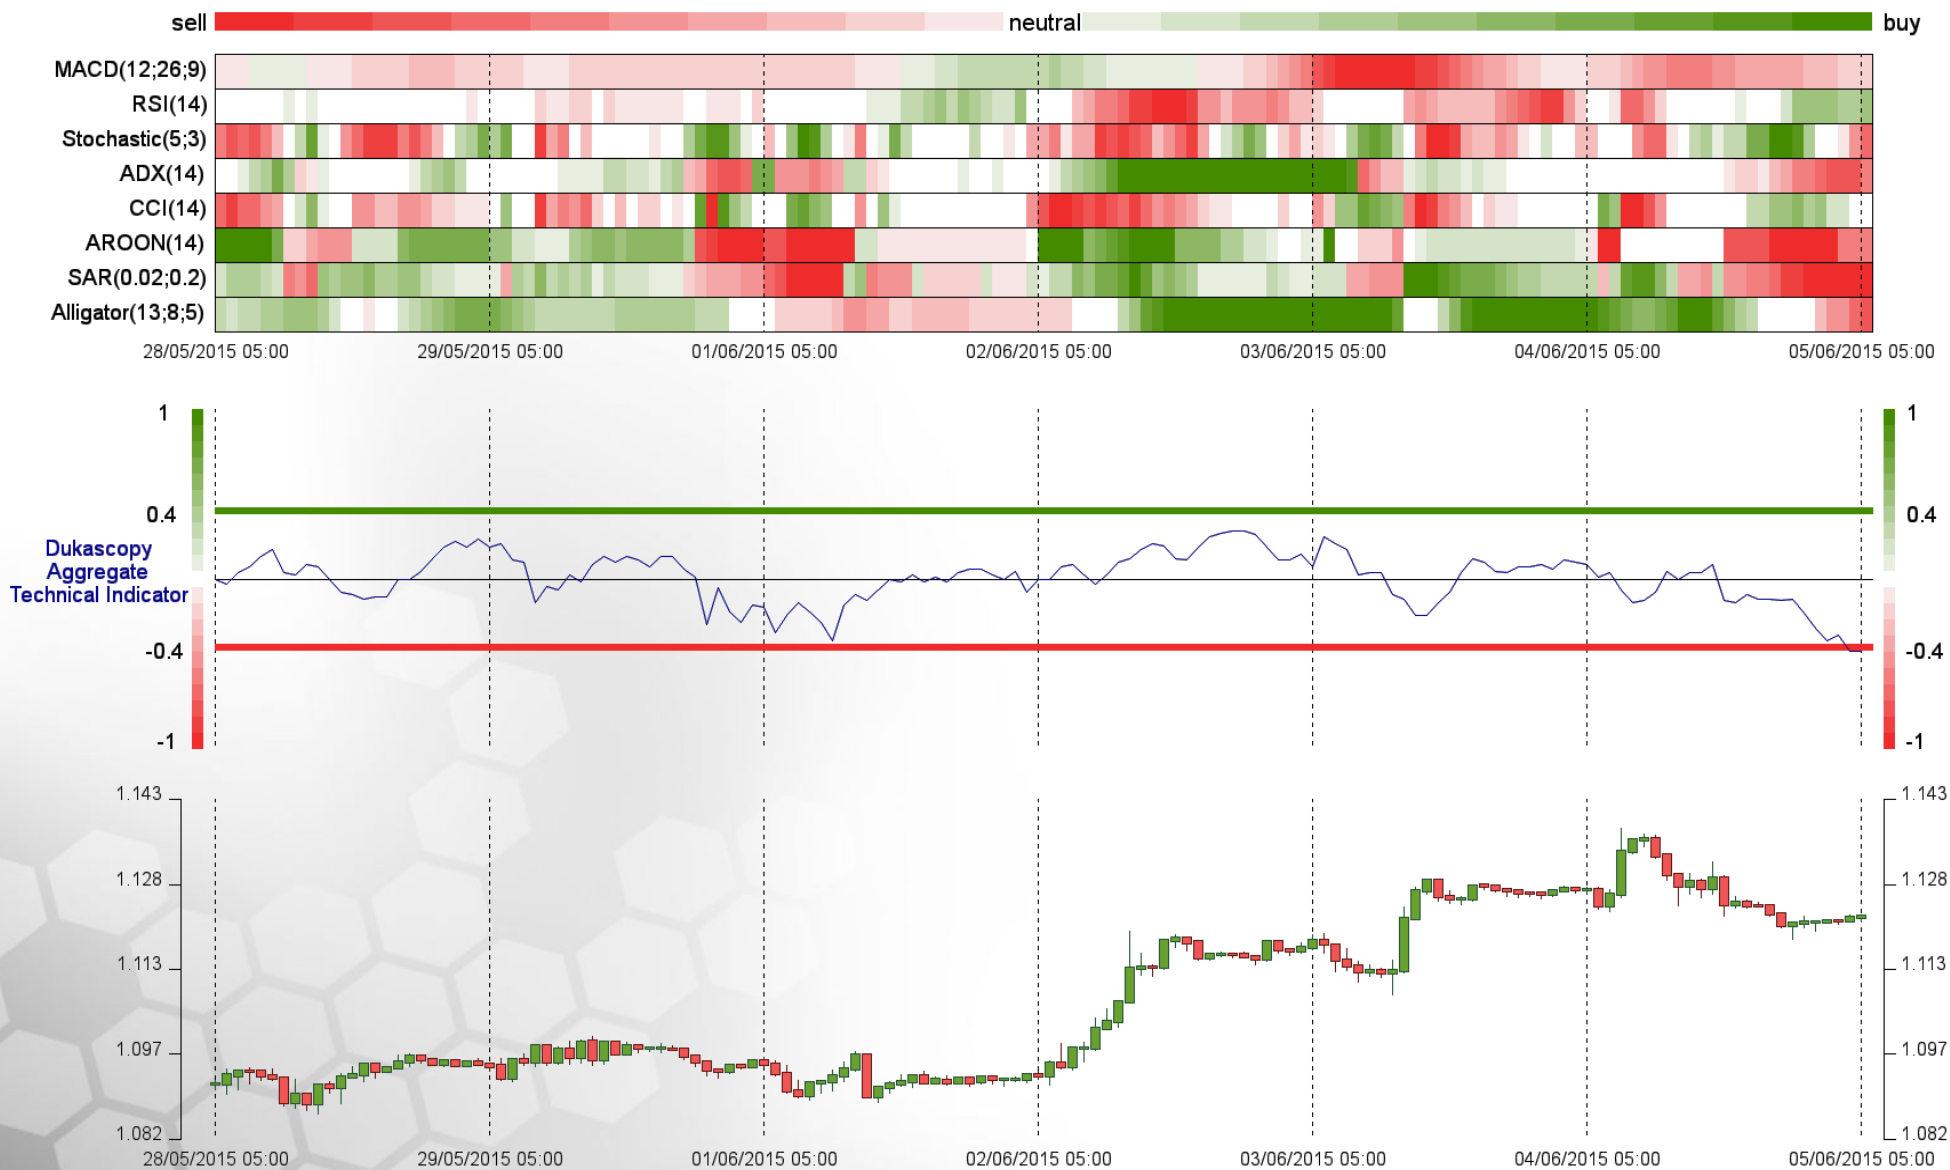 sell neutral buy
MACD(12;26;9)
RSI(14)
Stochastic(5;3)
ADX(14)
CCI(14)
AROON(14)
SAR(0.02;0.2)
Alligator(13;8;5)
28/05/2015 05:00 29/05/2015 05:00 01/06/2015 05:00 02/06/2015 05:00 03/06/2015 05:00 04/06/2015 05:00 05/06/2015 05:00
1 1
0.4 0.4
Dukascopy
Aggregate
Technical Indicator
-0.4 -0.4
-1 -1
1.143 1.143
1.128 1.128
1.113 1.113
1.097 1.097
1.082 1.082
28/05/2015 05:00 29/05/2015 05:00 01/06/2015 05:00 02/06/2015 05:00 03/06/2015 05:00 04/06/2015 05:00 05/06/2015 05:00